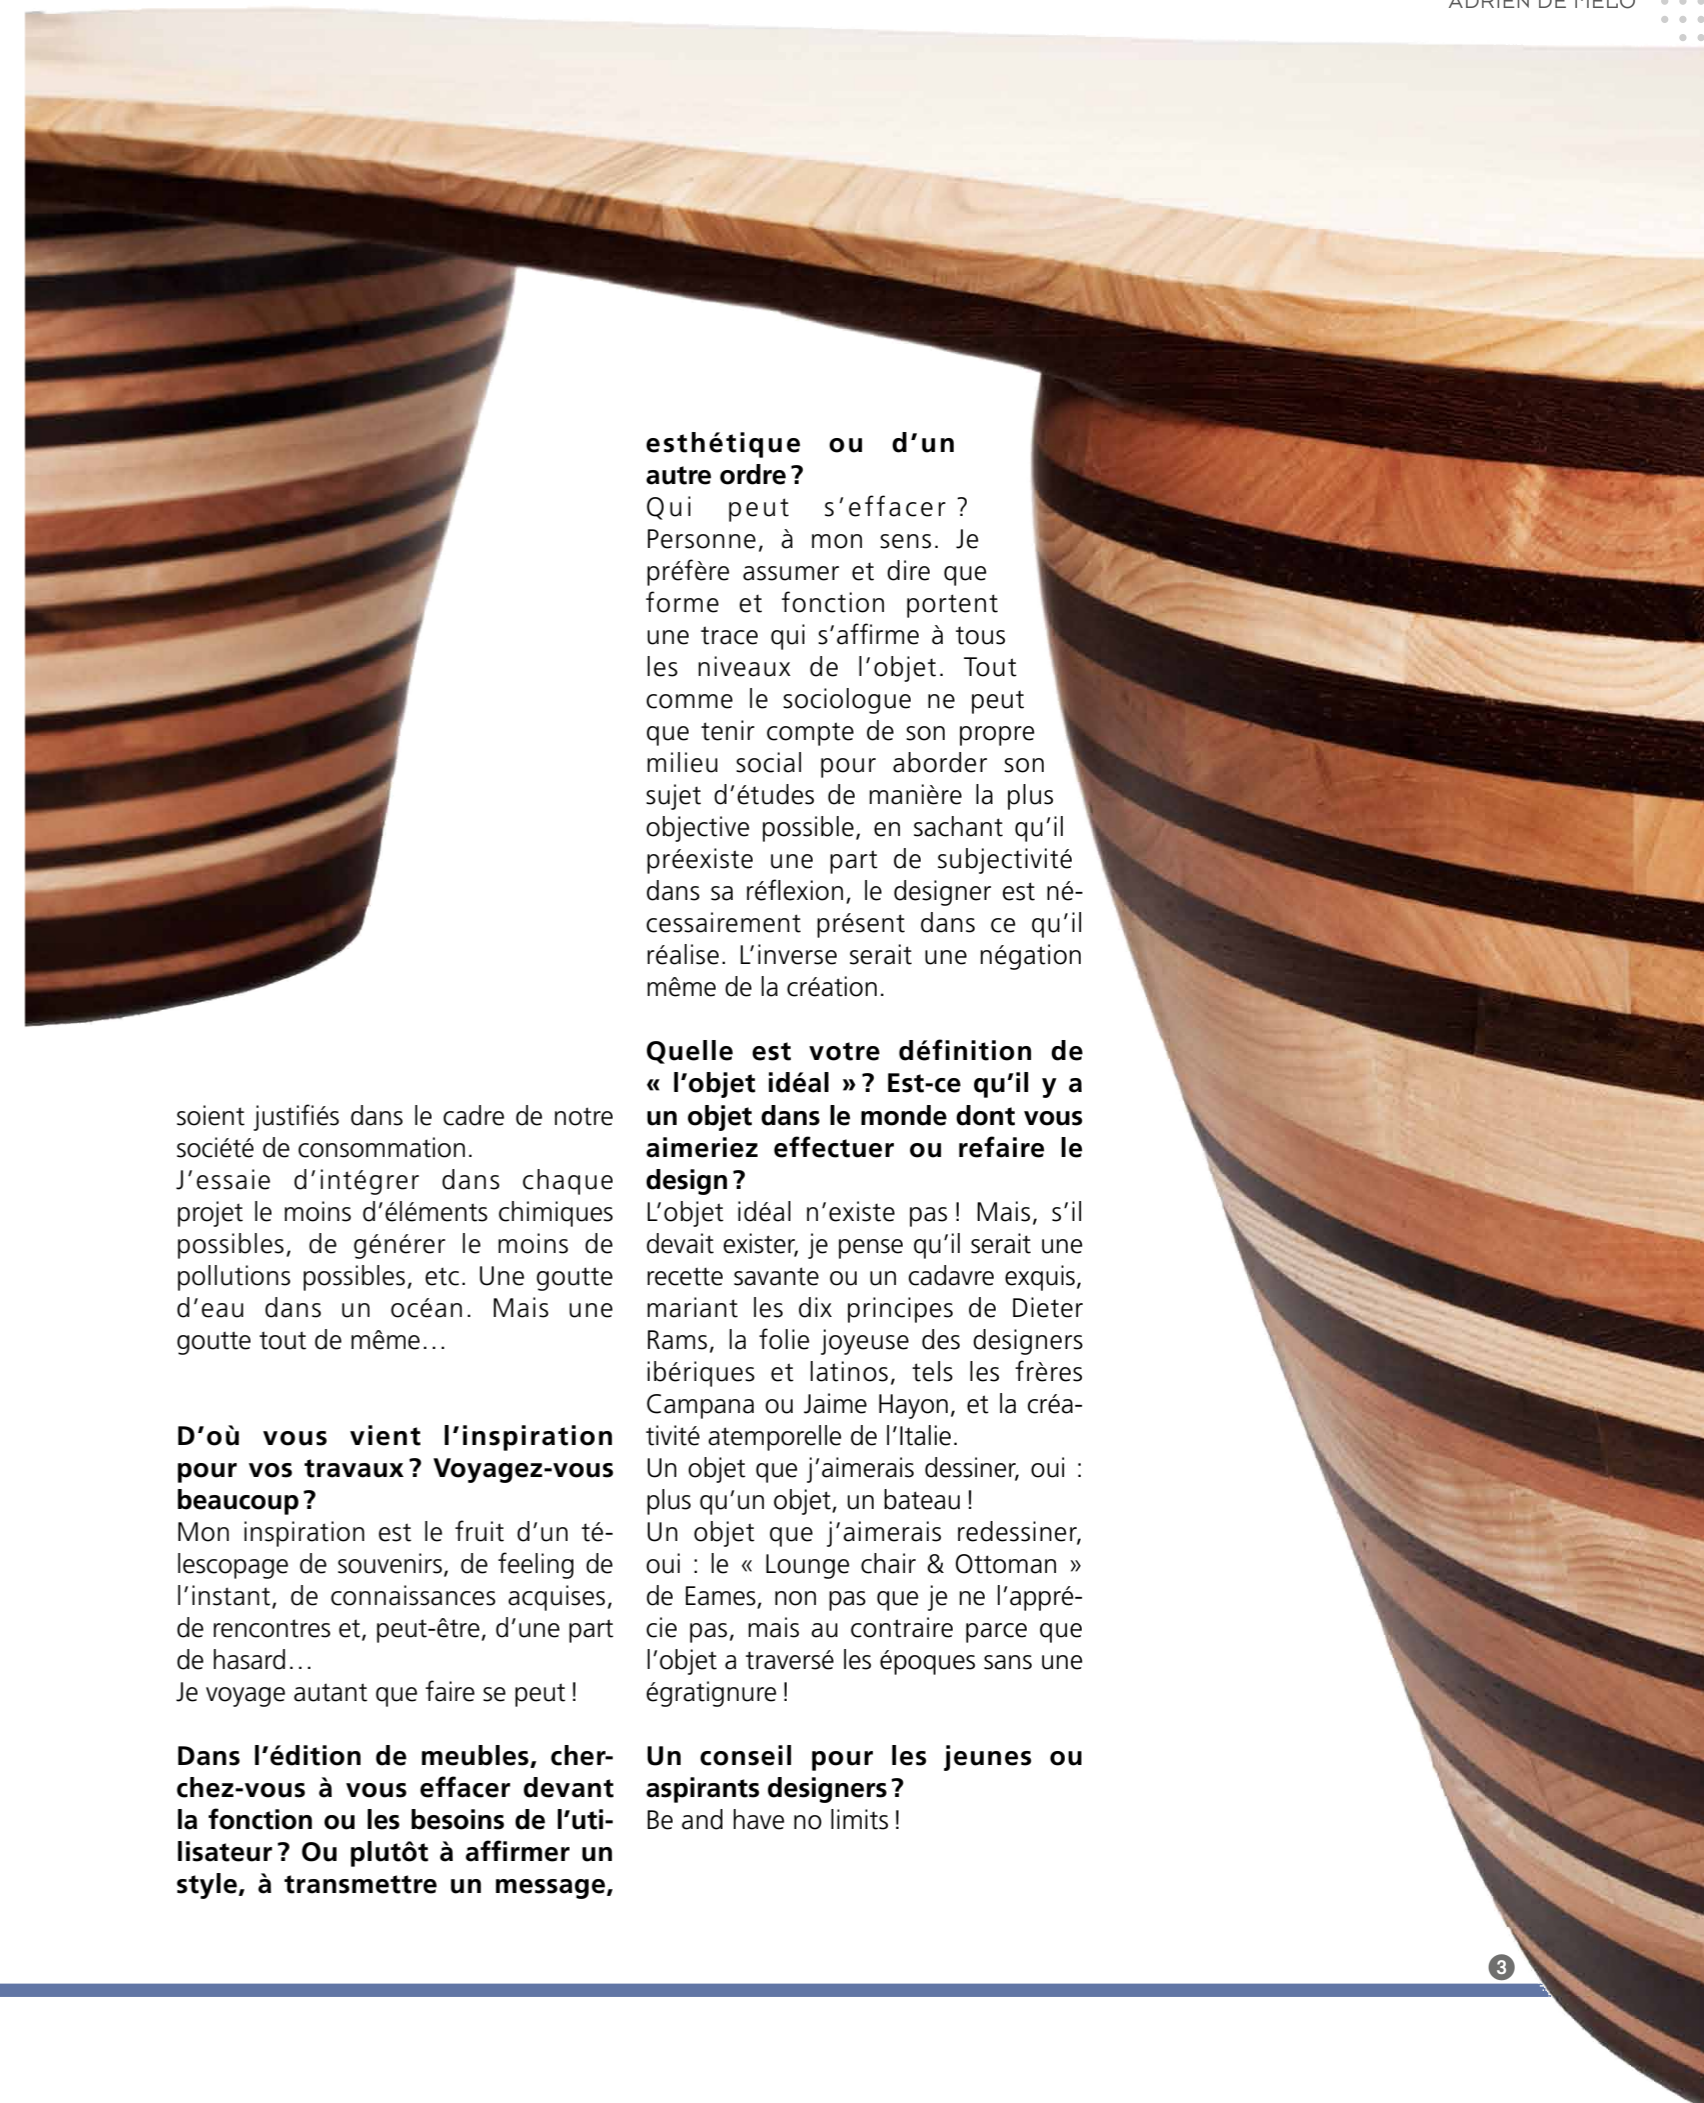 ADRIEN DE MELO
soient justifiés dans le cadre de notre
société de consommation.
J’essaie d’intégrer dans chaque
projet le moins d’éléments chimiques
possibles, de générer le moins de
pollutions possibles, etc. Une goutte
d’eau dans un océan. Mais une
goutte tout de même…
D’où vous vient l’inspiration
pour vos travaux ? Voyagez-vous
beaucoup ?
Mon inspiration est le fruit d’un té-
lescopage de souvenirs, de feeling de
l’instant, de connaissances acquises,
de rencontres et, peut-être, d’une part
de hasard…
Je voyage autant que faire se peut !
Dans l’édition de meubles, cher-
chez-vous à vous effacer devant
la fonction ou les besoins de l’uti-
lisateur ? Ou plutôt à affirmer un
style, à transmettre un message,
esthétique ou d’un
autre ordre ?
Qui peut s’effacer ?
Personne, à mon sens. Je
préfère assumer et dire que
forme et fonction portent
une trace qui s’affirme à tous
les niveaux de l’objet. Tout
comme le sociologue ne peut
que tenir compte de son propre
milieu social pour aborder son
sujet d’études de manière la plus
objective possible, en sachant qu’il
préexiste une part de subjectivité
dans sa réflexion, le designer est né-
cessairement présent dans ce qu’il
réalise. L’inverse serait une négation
même de la création.
Quelle est votre définition de
« l’objet idéal » ? Est-ce qu’il y a
un objet dans le monde dont vous
aimeriez effectuer ou refaire le
design ?
L’objet idéal n’existe pas ! Mais, s’il
devait exister, je pense qu’il serait une
recette savante ou un cadavre exquis,
mariant les dix principes de Dieter
Rams, la folie joyeuse des designers
ibériques et latinos, tels les frères
Campana ou Jaime Hayon, et la créa-
tivité atemporelle de l’Italie.
Un objet que j’aimerais dessiner, oui :
plus qu’un objet, un bateau !
Un objet que j’aimerais redessiner,
oui : le « Lounge chair & Ottoman »
de Eames, non pas que je ne l’appré-
cie pas, mais au contraire parce que
l’objet a traversé les époques sans une
égratignure !
Un conseil pour les jeunes ou
aspirants designers ?
Be and have no limits !
3